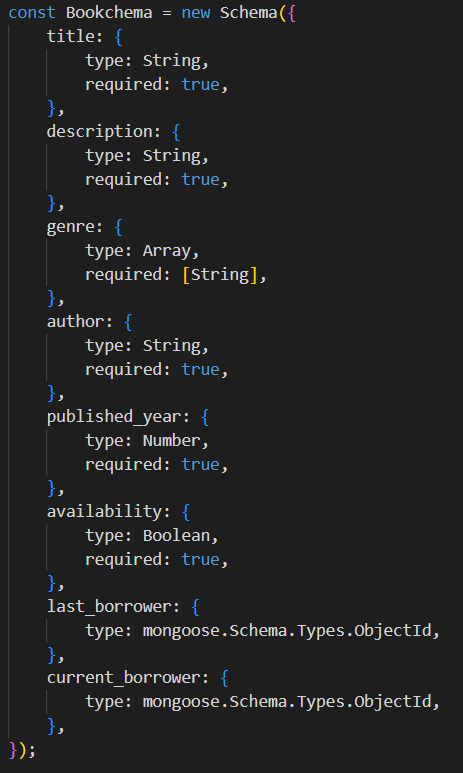 const Bookchema = new Schema({
    title: {
        type: String,
        required: true,
    },
    description: {
        type: String,
        required: true,
    },
    genre: {
        type: Array,
        required: [String],
    },
    author: {
        type: String,
        required: true,
    },
    published_year: {
        type: Number,
        required: true,
    },
    availability: {
        type: Boolean,
        required: true,
    },
    last_borrower: {
        type: mongoose.Schema.Types.ObjectId,
    },
    current_borrower: {
        type: mongoose.Schema.Types.ObjectId,
    },
});